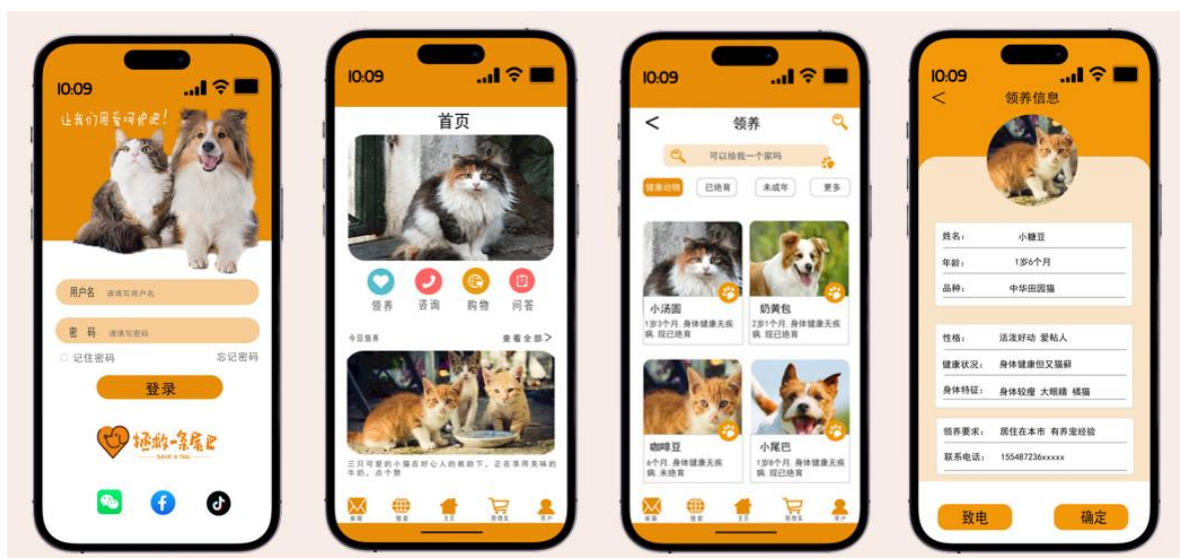 10:09
让我们用爱呵护吧!
用户名 请填写用户名
密 码 请填写密码
记住密码 忘记密码
登录
拯救一条尾巴
SAVE A TAIL
10:09
首页
领养 咨询 购物 问答
今日领养 查看全部>
三只可爱的小猫在好心人的救助下,正在享用美味的
牛奶,点个赞
主页
用户
10:09
< 领养
可以给我一个家吗
健康动物 已绝育 未成年 更多
小汤圆
1岁3个月.身体健康无疾
病.现已绝育
奶黄包
2岁1个月.身体健康无疾
病.现已绝育
咖啡豆
6个月.身体健康无疾
病.未绝育
小尾巴
1岁6个月.身体健康无疾
病.现已绝育
主页
用户
10:09
< 领养信息
姓名: 小糖豆
年龄: 1岁6个月
品种: 中华田园猫
性格: 活泼好动 爱粘人
健康状况: 身体健康但又猫藓
身体特征: 身体较瘦 大眼睛 橘猫
领养要求: 居住在本市 有养宠经验
联系电话: 155487236xxxxx
致电 确定